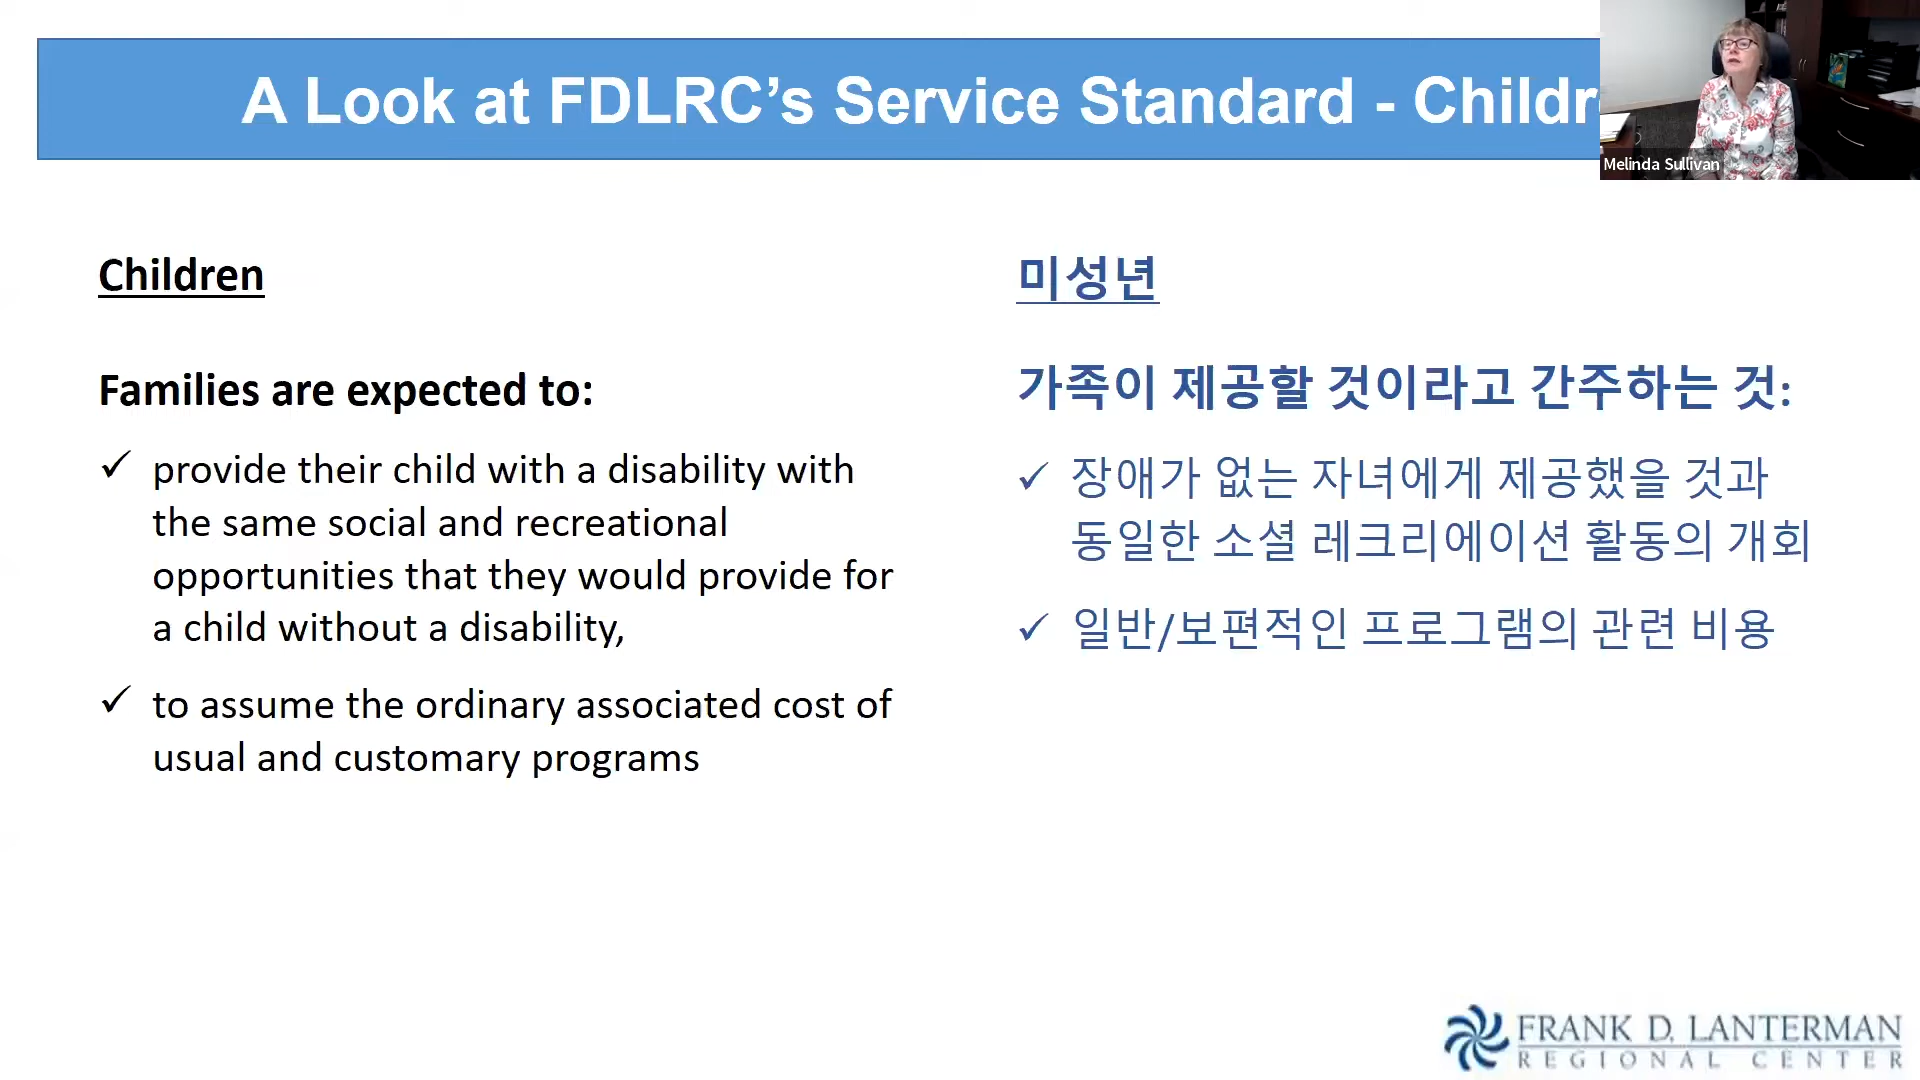 A Look at FDLRC’s Service Standard - Childr
Melinda Sullivan
Children
Families are expected to:
✓ provide their child with a disability with
the same social and recreational
opportunities that they would provide for
a child without a disability,
✓ to assume the ordinary associated cost of
usual and customary programs
미성년
가족이 제공할 것이라고 간주하는 것:
✓ 장애가 없는 자녀에게 제공했을 것과
동일한 소셜 레크리에이션 활동의 개회
✓ 일반/보편적인 프로그램의 관련 비용
FRANK D. LANTERMAN
REGIONAL CENTER